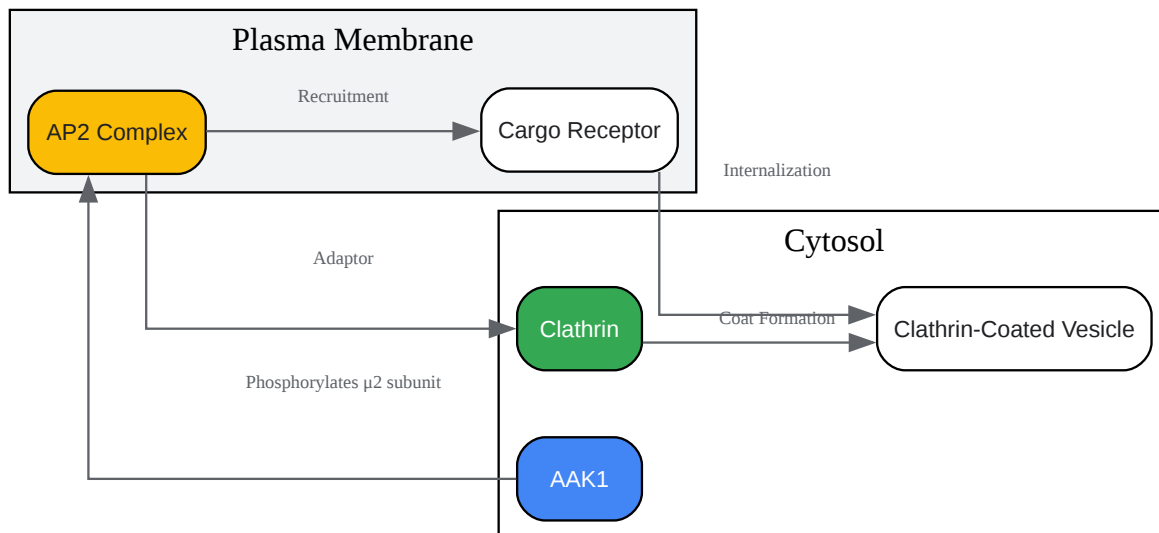 Plasma Membrane
Recruitment
AP2 Complex
Cargo Receptor
Internalization
Cytosol
Adaptor
Coat Formation
Clathrin
Clathrin-Coated Vesicle
Phosphorylates μ2 subunit
AAK1